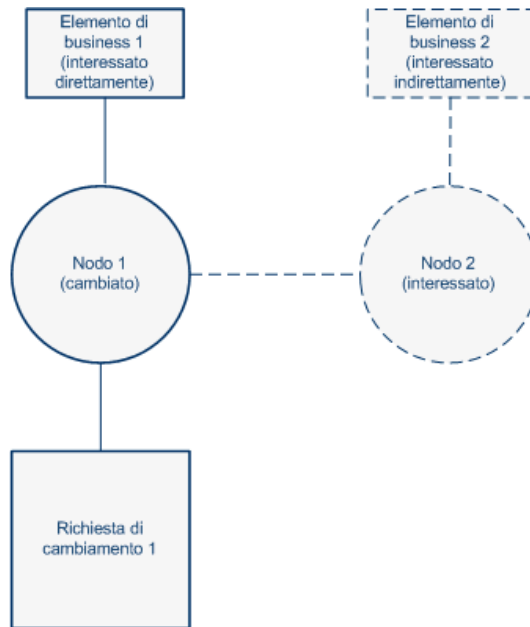 Elemento di
business 1
(interessato
direttamente)
Elemento di
business 2
(interessato
indirettamente)
Nodo 1
(cambiato)
Nodo 2
(interessato)
Richiesta di
cambiamento 1